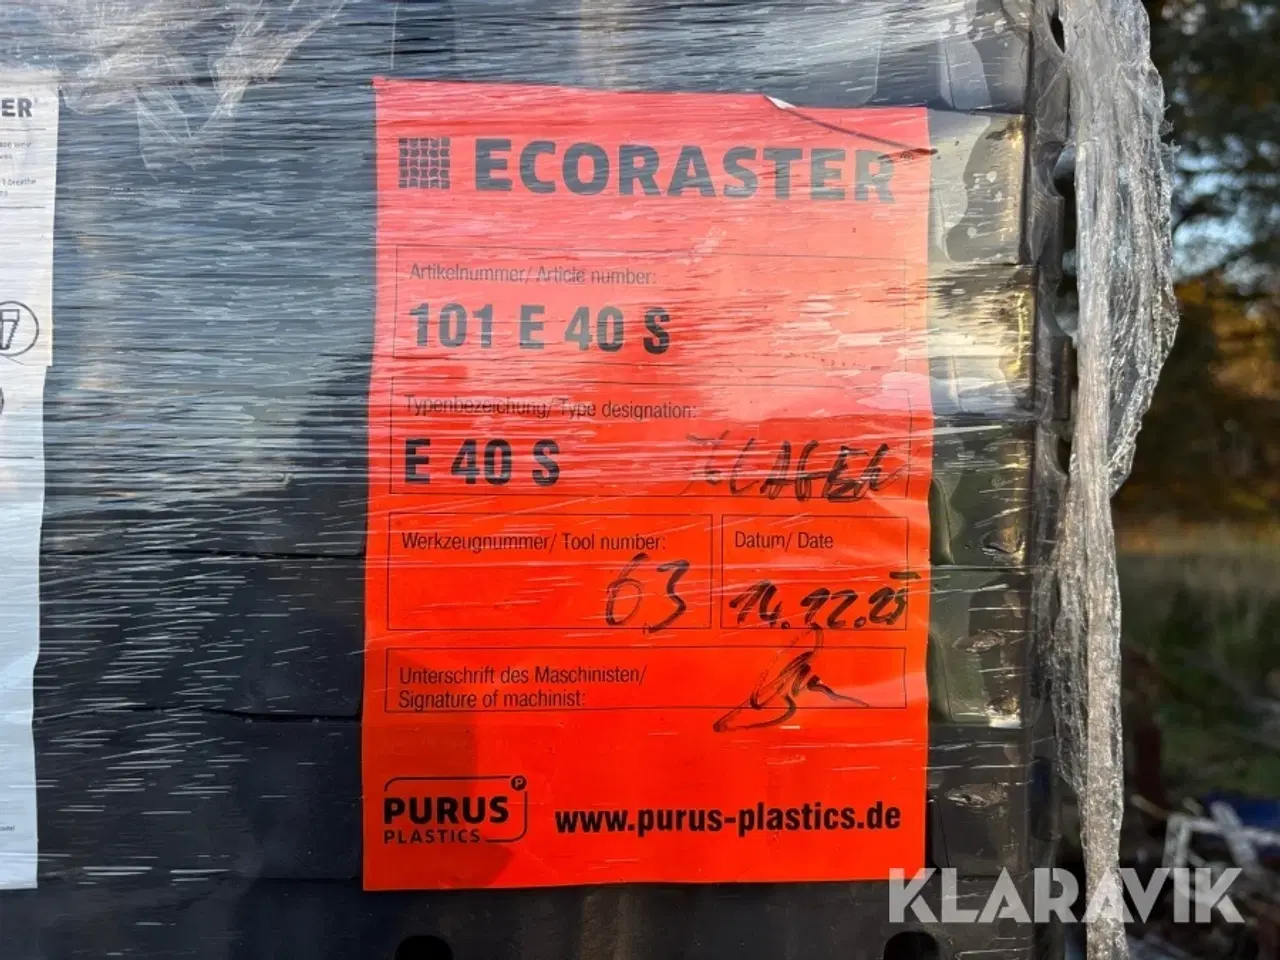 ER
ECORASTER
Artikelnummer/ Article number:
101 E 40 S
Typenbezeichung/ Type designation:
E 40 S
Werkzeugnummer/ Tool number:
63
Datum/ Date
Unterschrift des Maschinisten/
Signature of machinist:
PURUS
PLASTICS
www.purus-plastics.de
KLARAVIK